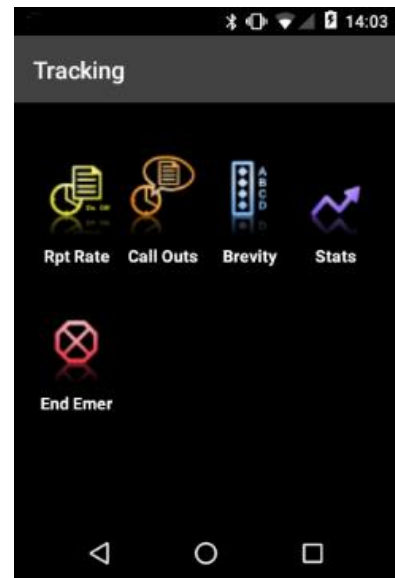 14:03
Tracking
A
B
C
D
Rpt Rate Call Outs Brevity Stats
End Emer